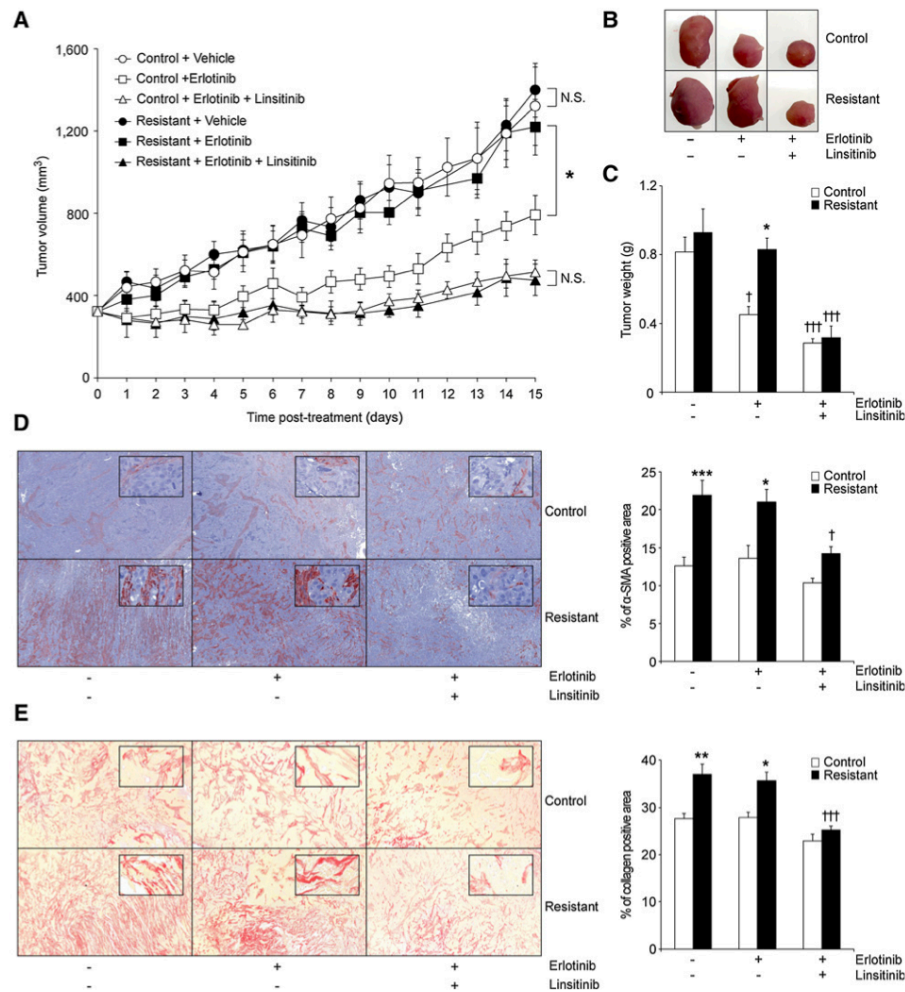 A
1,600
1,200
800
400
0
Tumor volume (mm³)
Control + Vehicle
Control +Erlotinib
Control + Erlotinib + Linsitinib
Resistant + Vehicle
Resistant + Erlotinib
Resistant + Erlotinib + Linsitinib
N.S.
*
N.S.
0 1 2 3 4 5 6 7 8 9 10 11 12 13 14 15
Time post-treatment (days)
B
Control
Resistant
- + + Erlotinib
- - + Linsitinib
C
1.2
0.8
0.4
0
Tumor weight (g)
Control
Resistant
†
*
††† †††
- + + Erlotinib
- - + Linsitinib
D
Control
Resistant
- + + Erlotinib
- - + Linsitinib
25
20
15
10
5
0
% of α-SMA positive area
Control
Resistant
***
*
†
- + + Erlotinib
- - + Linsitinib
E
Control
Resistant
- + + Erlotinib
- - + Linsitinib
50
40
30
20
10
0
% of collagen positive area
Control
Resistant
**
*
†††
- + + Erlotinib
- - + Linsitinib